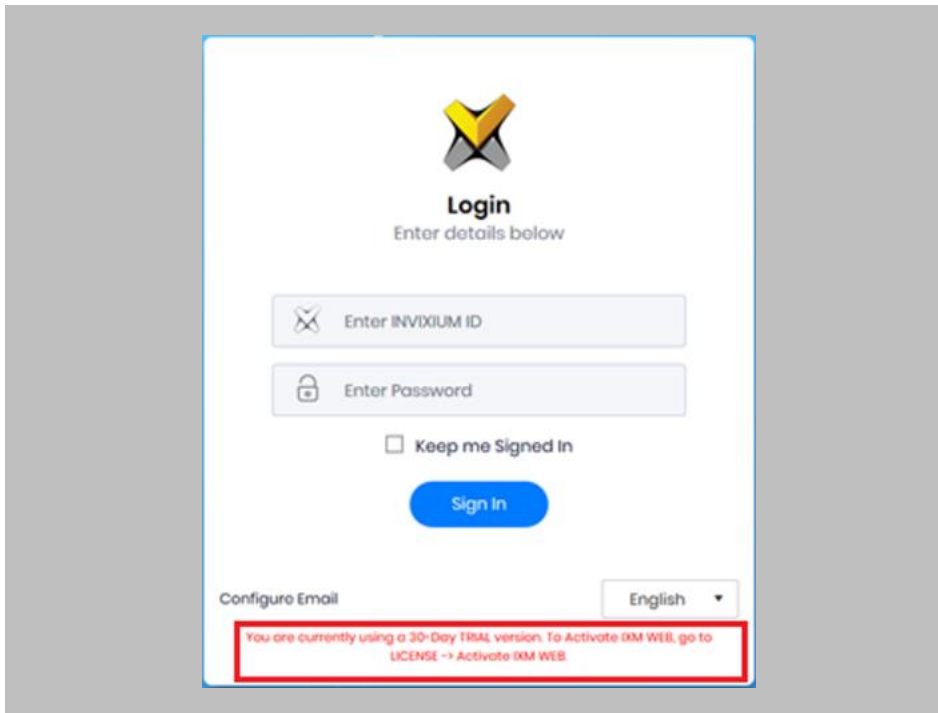 Login
Enter details below
Enter INVIXIUM ID
Enter Password
Keep me Signed In
Sign In
Configure Email
English
You are currently using a 30-Day TRIAL version. To Activate IXM WEB, go to
LICENSE -> Activate IXM WEB.